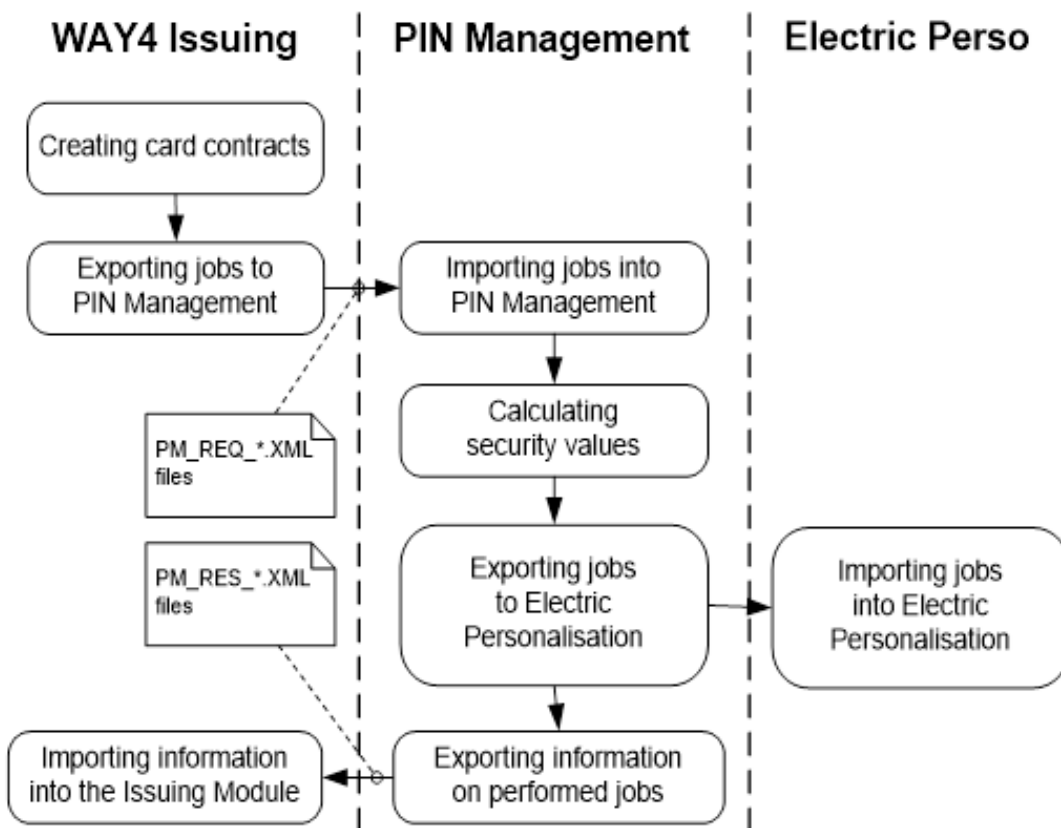 WAY4 Issuing
PIN Management
Electric Perso
Creating card contracts
Exporting jobs to
PIN Management
Importing jobs into
PIN Management
Calculating
security values
PM_REQ_*.XML
files
PM_RES_*.XML
files
Exporting jobs
to Electric
Personalisation
Importing jobs
into Electric
Personalisation
Importing information
into the Issuing Module
Exporting information
on performed jobs